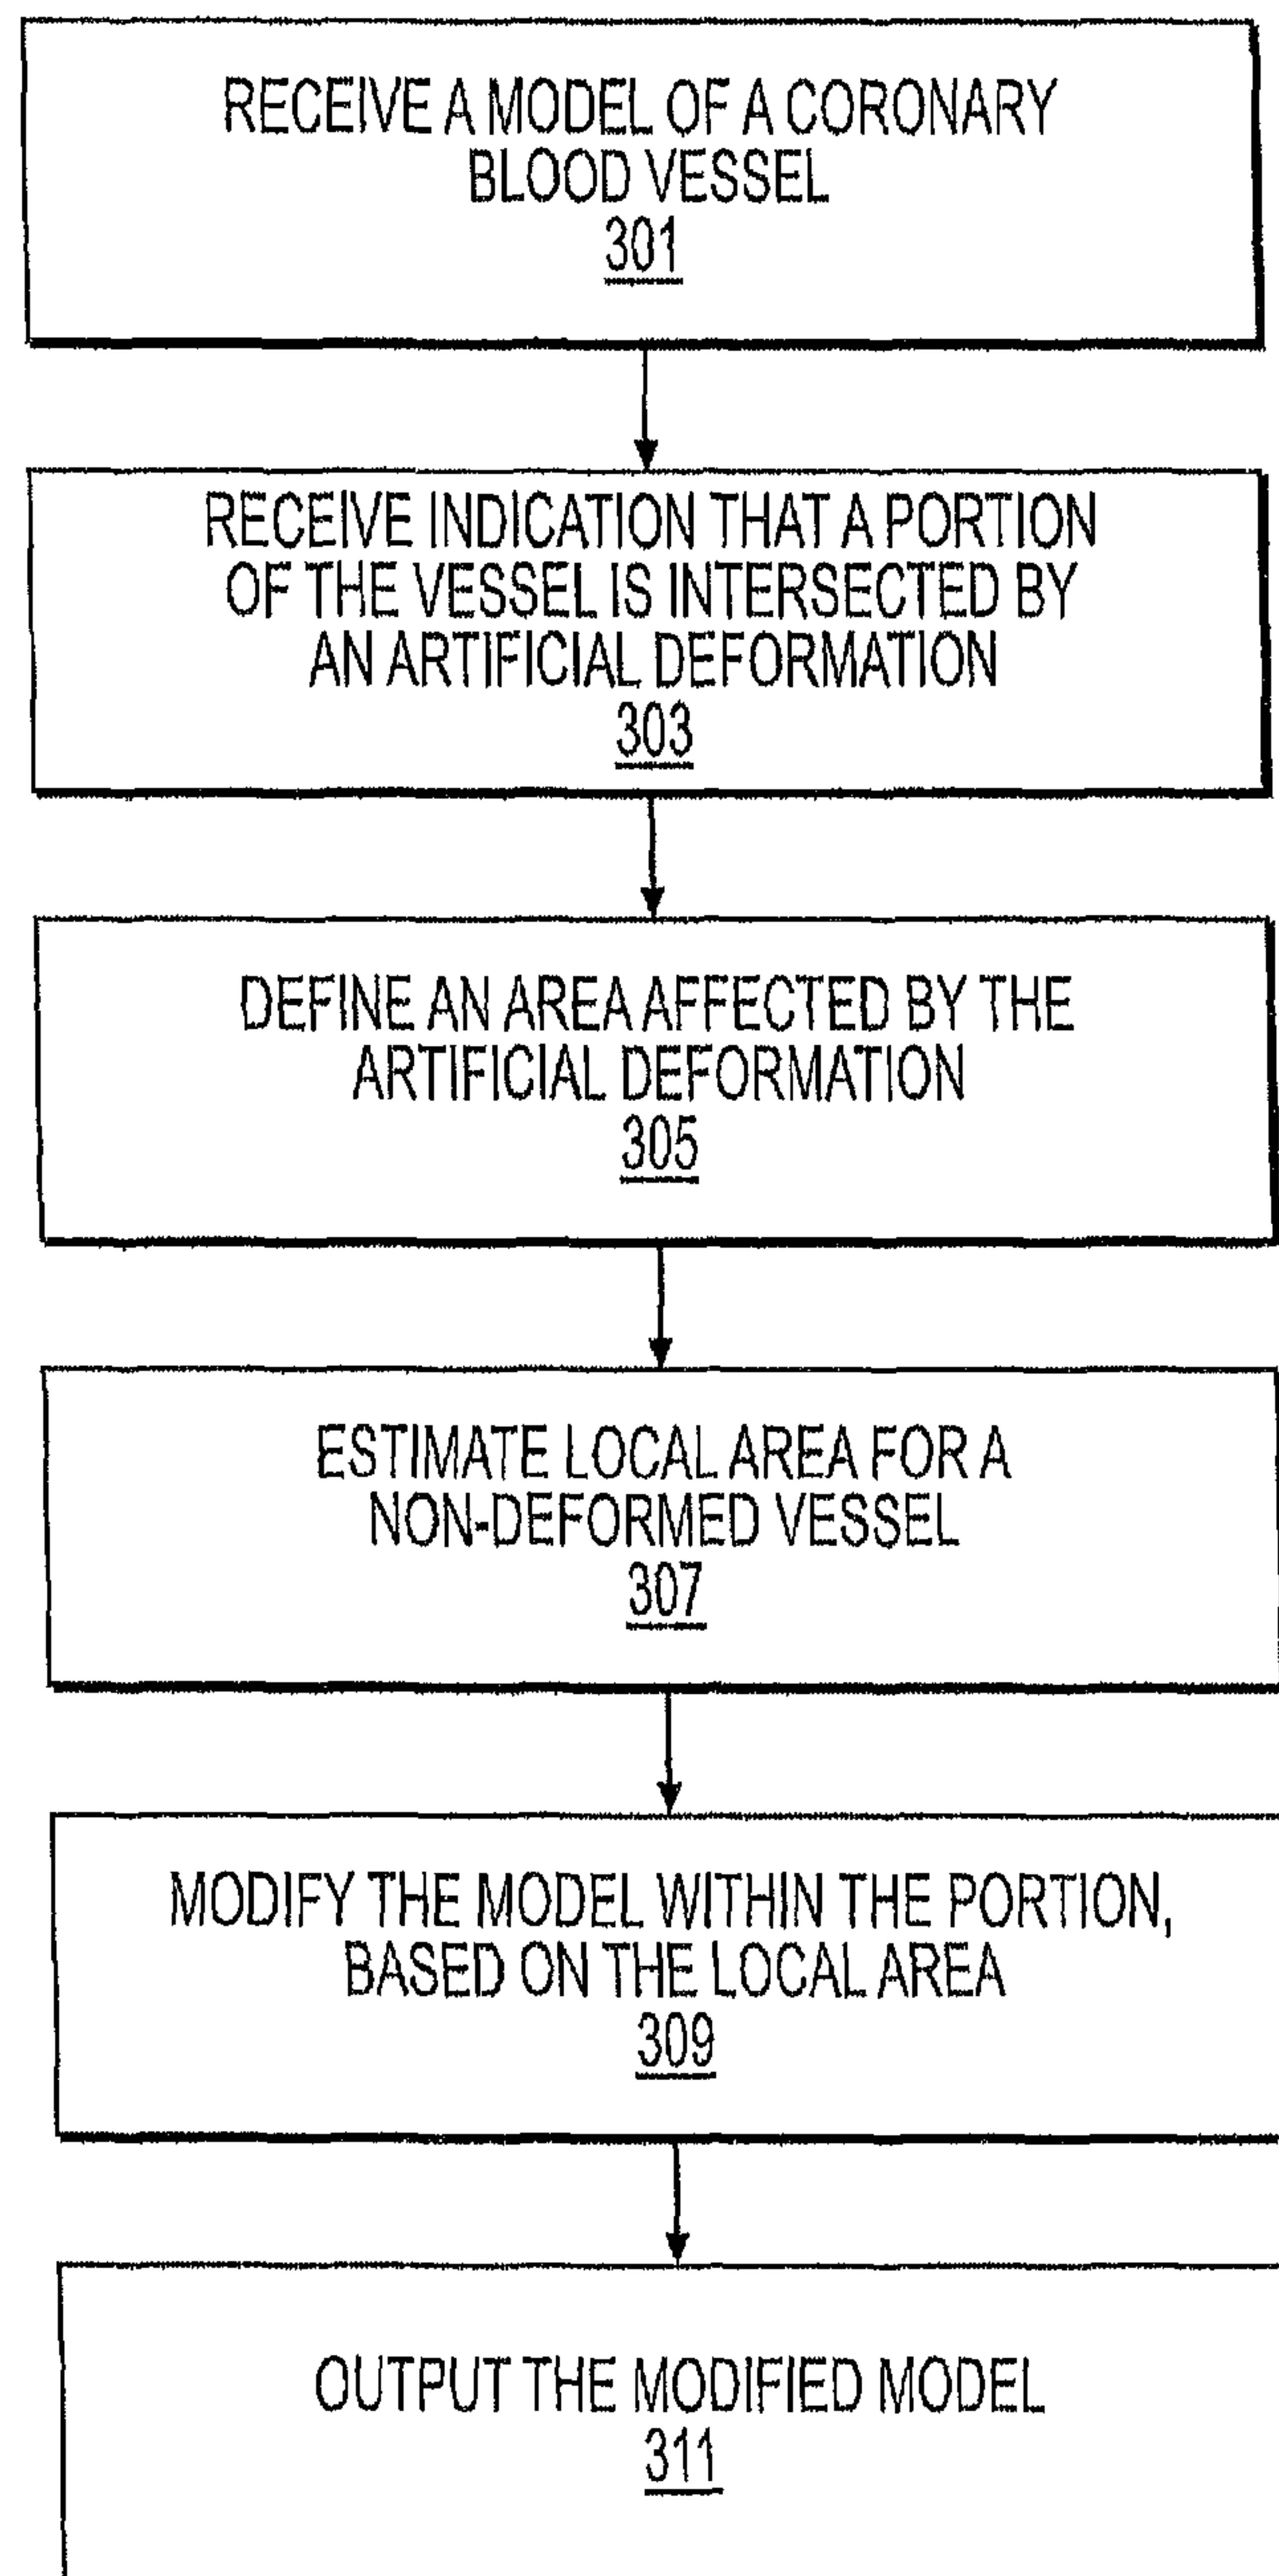 RECEIVE A MODEL OF A CORONARY
BLOOD VESSEL
301
RECEIVE INDICATION THAT A PORTION
OF THE VESSEL IS INTERSECTED BY
AN ARTIFICIAL DEFORMATION
303
DEFINE AN AREA AFFECTED BY THE
ARTIFICIAL DEFORMATION
305
ESTIMATE LOCAL AREA FOR A
NON-DEFORMED VESSEL
307
MODIFY THE MODEL WITHIN THE PORTION,
BASED ON THE LOCAL AREA
309
OUTPUT THE MODIFIED MODEL
311